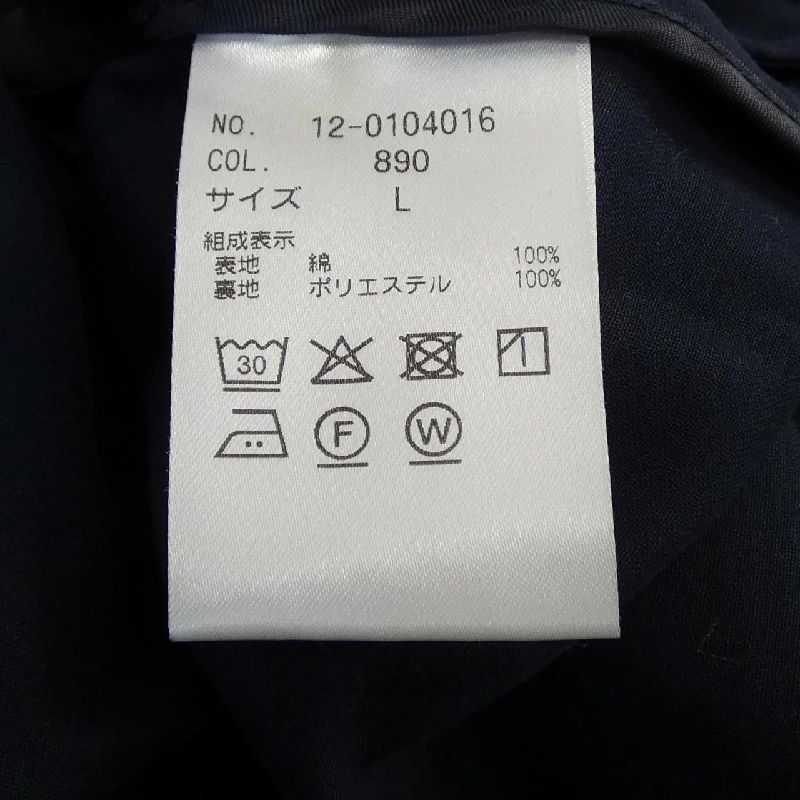 NO. 12-0104016
COL. 890
サイズ L
組成表示
表地 綿 100%
裏地 ポリエステル 100%
30
F W